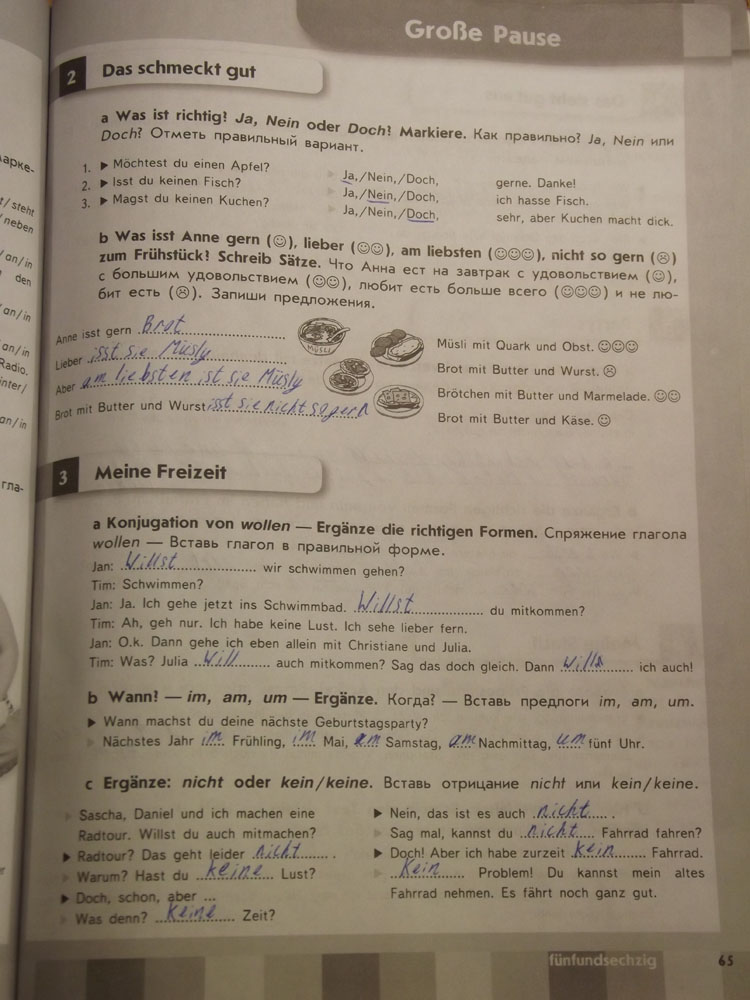 Große Pause
2 Das schmeckt gut
a Was ist richtig? Ja, Nein oder Doch? Markiere. Как правильно? Ja, Nein или
Doch? Отметь правильный вариант.
1. ▶ Möchtest du einen Apfel? ▶ Ja,/Nein,/Doch, gerne. Danke!
2. ▶ Isst du keinen Fisch? ▶ Ja,/Nein,/Doch, ich hasse Fisch.
3. ▶ Magst du keinen Kuchen? ▶ Ja,/Nein,/Doch, sehr, aber Kuchen macht dick.
b Was isst Anne gern (☺), lieber (☺☺), am liebsten (☺☺☺), nicht so gern (☹)
zum Frühstück? Schreib Sätze. Что Анна ест на завтрак с удовольствием (☺),
с большим удовольствием (☺☺), любит есть больше всего (☺☺☺) и не лю-
бит есть (☹). Запиши предложения.
Anne isst gern Brot
Lieber isst sie Müsly
Aber am liebsten ist sie Müsly
Brot mit Butter und Wurst isst sie nicht so gern
MÜSLI
Müsli mit Quark und Obst. ☺☺☺
Brot mit Butter und Wurst. ☹
Brötchen mit Butter und Marmelade. ☺☺
Brot mit Butter und Käse. ☺
3 Meine Freizeit
a Konjugation von wollen — Ergänze die richtigen Formen. Спряжение глагола
wollen — Вставь глагол в правильной форме.
Jan: Willst wir schwimmen gehen?
Tim: Schwimmen?
Jan: Ja. Ich gehe jetzt ins Schwimmbad. Willst du mitkommen?
Tim: Ah, geh nur. Ich habe keine Lust. Ich sehe lieber fern.
Jan: O.k. Dann gehe ich eben allein mit Christiane und Julia.
Tim: Was? Julia will auch mitkommen? Sag das doch gleich. Dann ich auch!
b Wann! — im, am, um — Ergänze. Когда? — Вставь предлоги im, am, um.
▶ Wann machst du deine nächste Geburtstagsparty?
▶ Nächstes Jahr im Frühling, im Mai, am Samstag, am Nachmittag, um fünf Uhr.
c Ergänze: nicht oder kein/keine. Вставь отрицание nicht или kein/keine.
▶ Sascha, Daniel und ich machen eine
Radtour. Willst du auch mitmachen?
▶ Radtour? Das geht leider nicht.
▶ Warum? Hast du keine Lust?
▶ Doch, schon, aber ...
▶ Was denn? Keine Zeit?
▶ Nein, das ist es auch nicht.
▶ Sag mal, kannst du nicht Fahrrad fahren?
▶ Doch! Aber ich habe zurzeit kein Fahrrad.
▶ Kein Problem! Du kannst mein altes
Fahrrad nehmen. Es fährt noch ganz gut.
fünfundsechzig 65